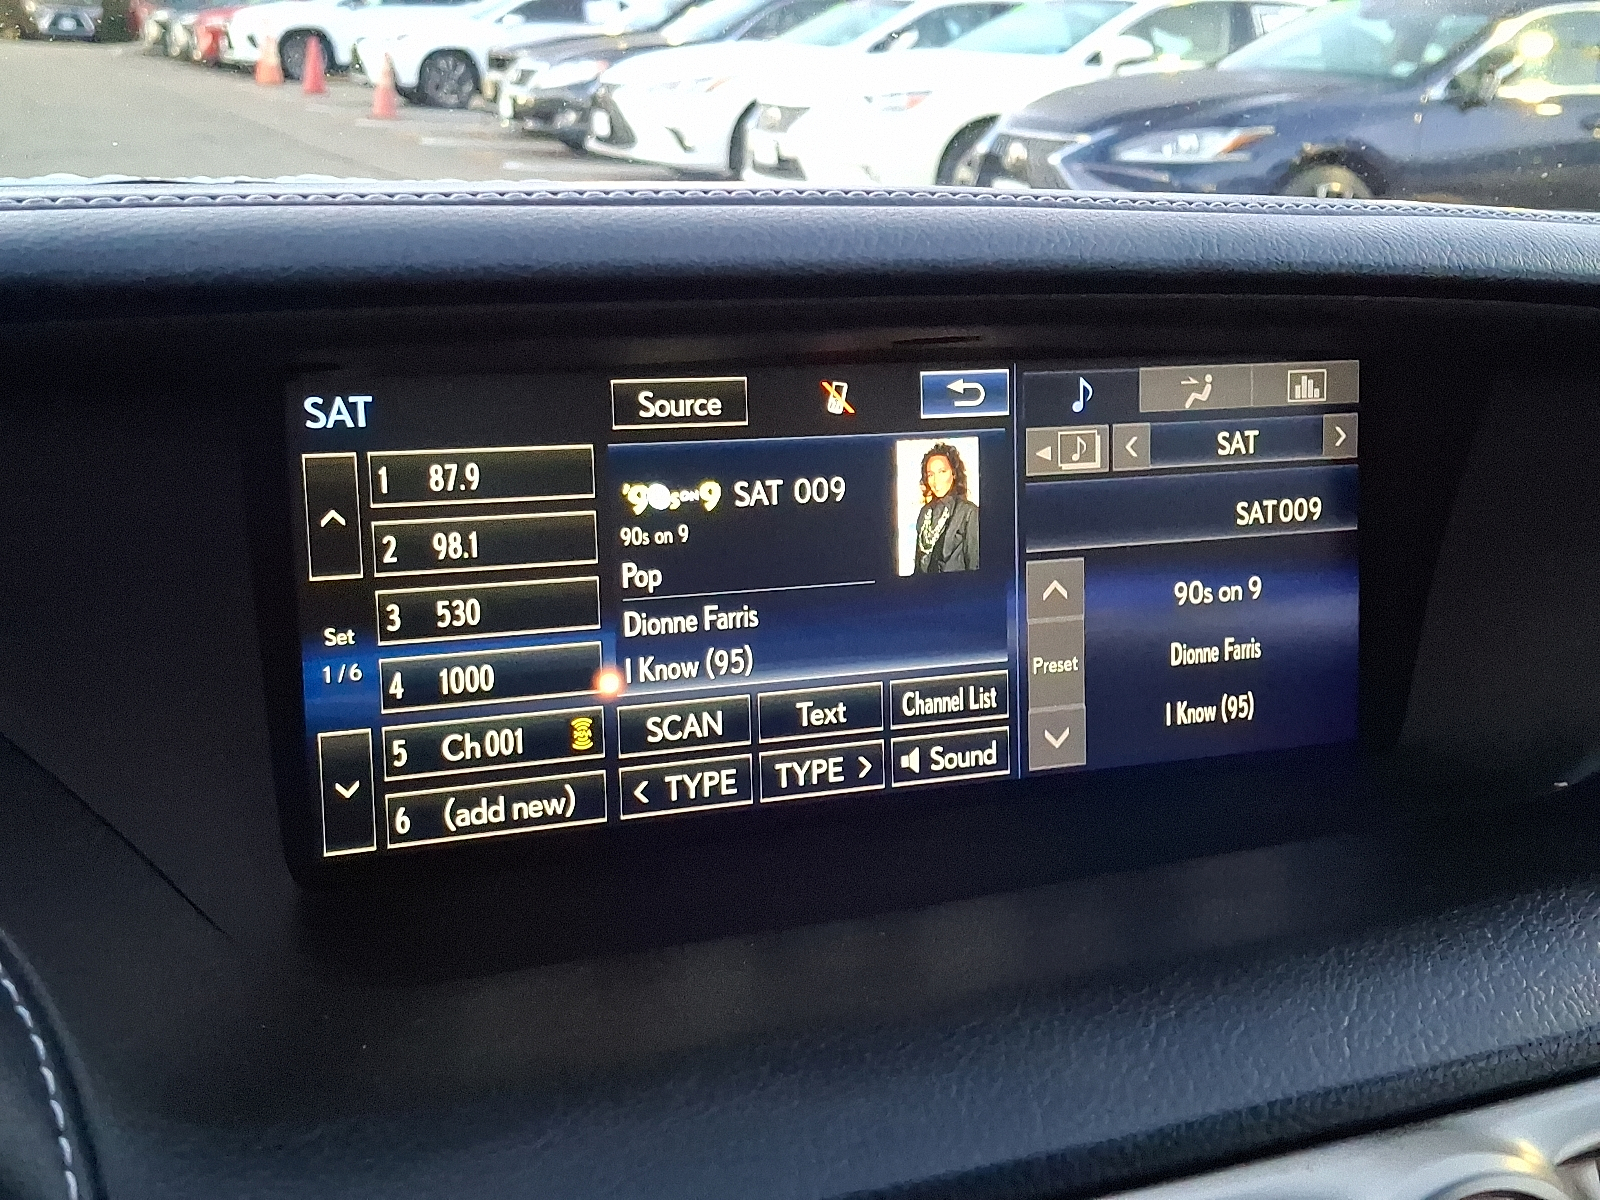 SAT
Source
1 87.9
2 98.1
3 530
4 1000
5 Ch 001
6 (add new)
Set
1/6
'90s ON 9 SAT 009
90s on 9
Pop
Dionne Farris
I Know (95)
SCAN
Text
Channel List
< TYPE
TYPE >
Sound
< SAT >
SAT009
Preset
90s on 9
Dionne Farris
I Know (95)